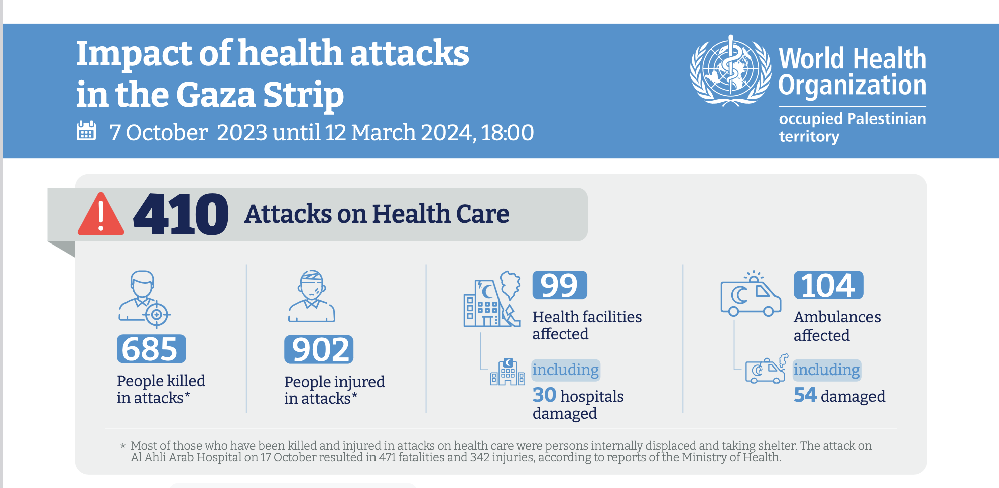 Impact of health attacks
in the Gaza Strip
7 October 2023 until 12 March 2024, 18:00
World Health
Organization
occupied Palestinian
territory
410 Attacks on Health Care
685
People killed
in attacks*
902
People injured
in attacks*
99
Health facilities
affected
including
30 hospitals
damaged
104
Ambulances
affected
including
54 damaged
* Most of those who have been killed and injured in attacks on health care were persons internally displaced and taking shelter. The attack on
Al Ahli Arab Hospital on 17 October resulted in 471 fatalities and 342 injuries, according to reports of the Ministry of Health.